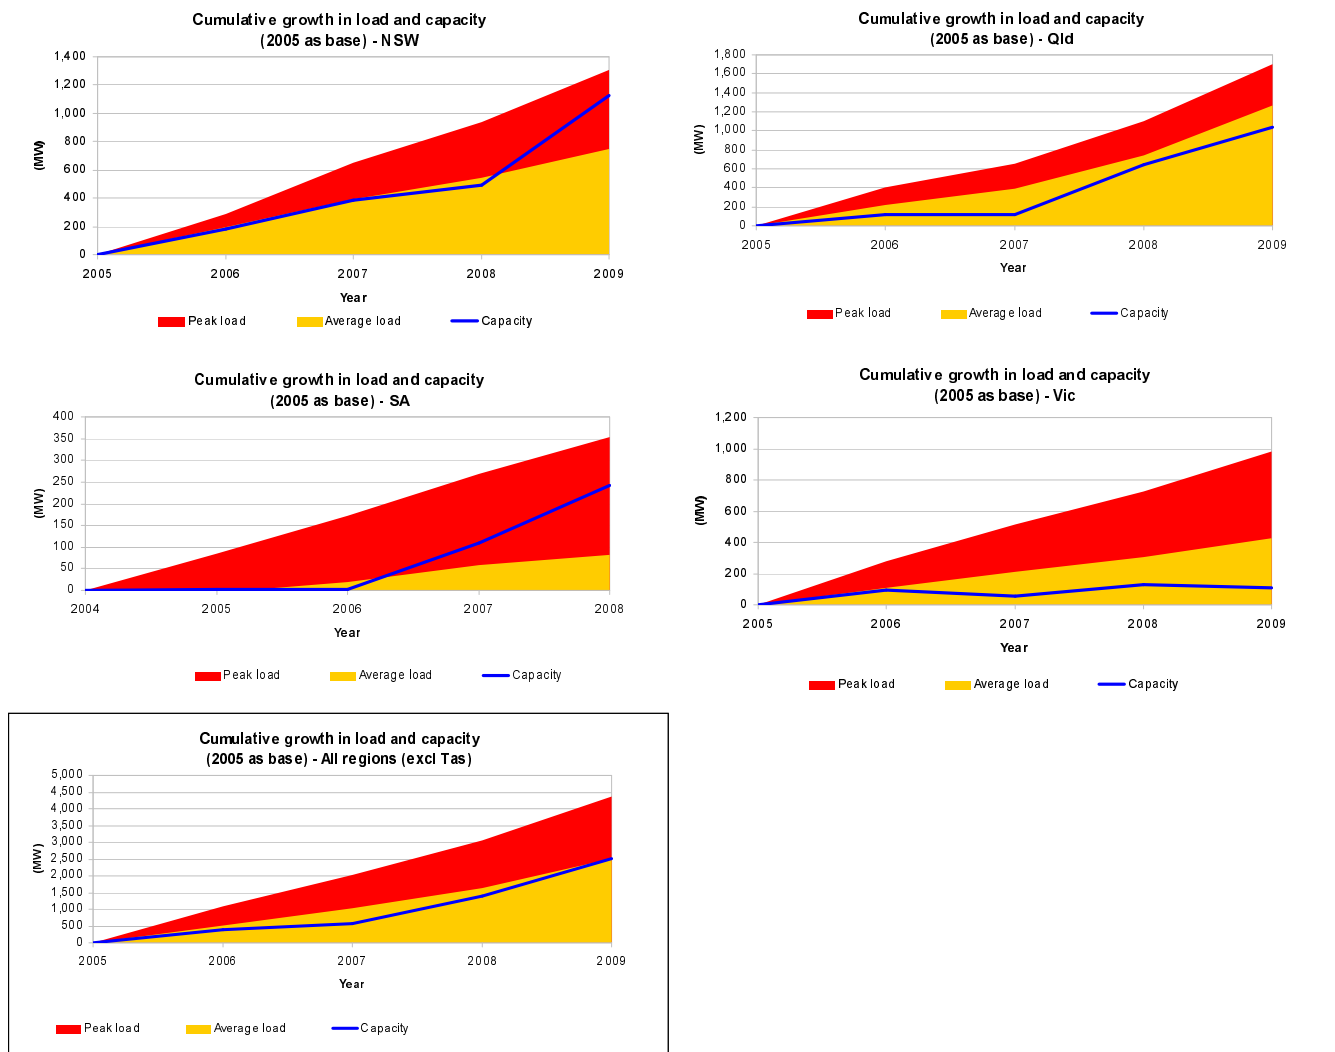 Cumulative growth in load and capacity
(2005 as base) - NSW
1,400
1,200
1,000
800
600
400
200
0
(MW)
2005 2006 2007 2008 2009
Year
Peak load Average load Capacity
Cumulative growth in load and capacity
(2005 as base) - Qld
1,800
1,600
1,400
1,200
1,000
800
600
400
200
0
(MW)
2005 2006 2007 2008 2009
Year
Peak load Average load Capacity
Cumulative growth in load and capacity
(2005 as base) - SA
400
350
300
250
200
150
100
50
0
(MW)
2004 2005 2006 2007 2008
Year
Peak load Average load Capacity
Cumulative growth in load and capacity
(2005 as base) - Vic
1,200
1,000
800
600
400
200
0
(MW)
2005 2006 2007 2008 2009
Year
Peak load Average load Capacity
Cumulative growth in load and capacity
(2005 as base) - All regions (excl Tas)
5,000
4,500
4,000
3,500
3,000
2,500
2,000
1,500
1,000
500
0
(MW)
2005 2006 2007 2008 2009
Year
Peak load Average load Capacity